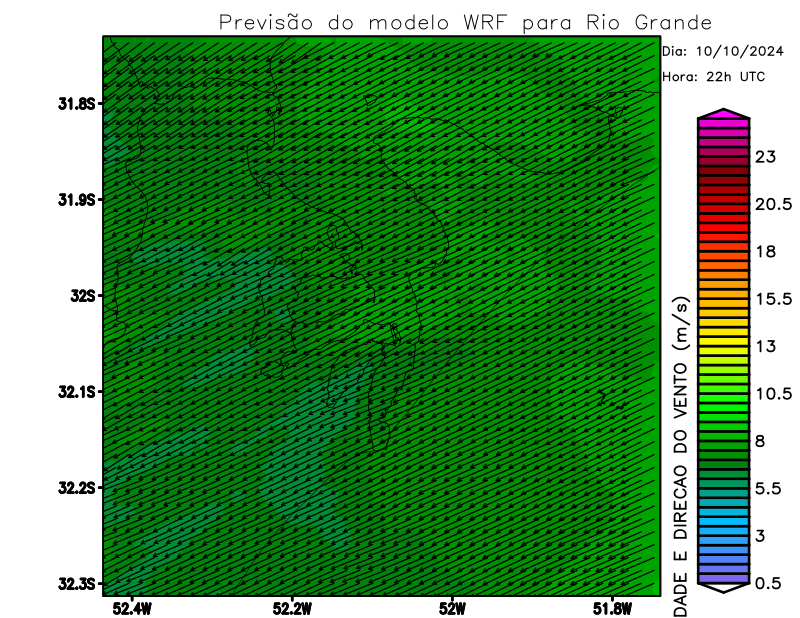 Previsão do modelo WRF para Rio Grande
Dia: 10/10/2024
Hora: 22h UTC
31.8S
31.9S
32S
32.1S
32.2S
32.3S
52.4W
52.2W
52W
51.8W
DADE E DIRECAO DO VENTO (m/s)
23
20.5
18
15.5
13
10.5
8
5.5
3
0.5